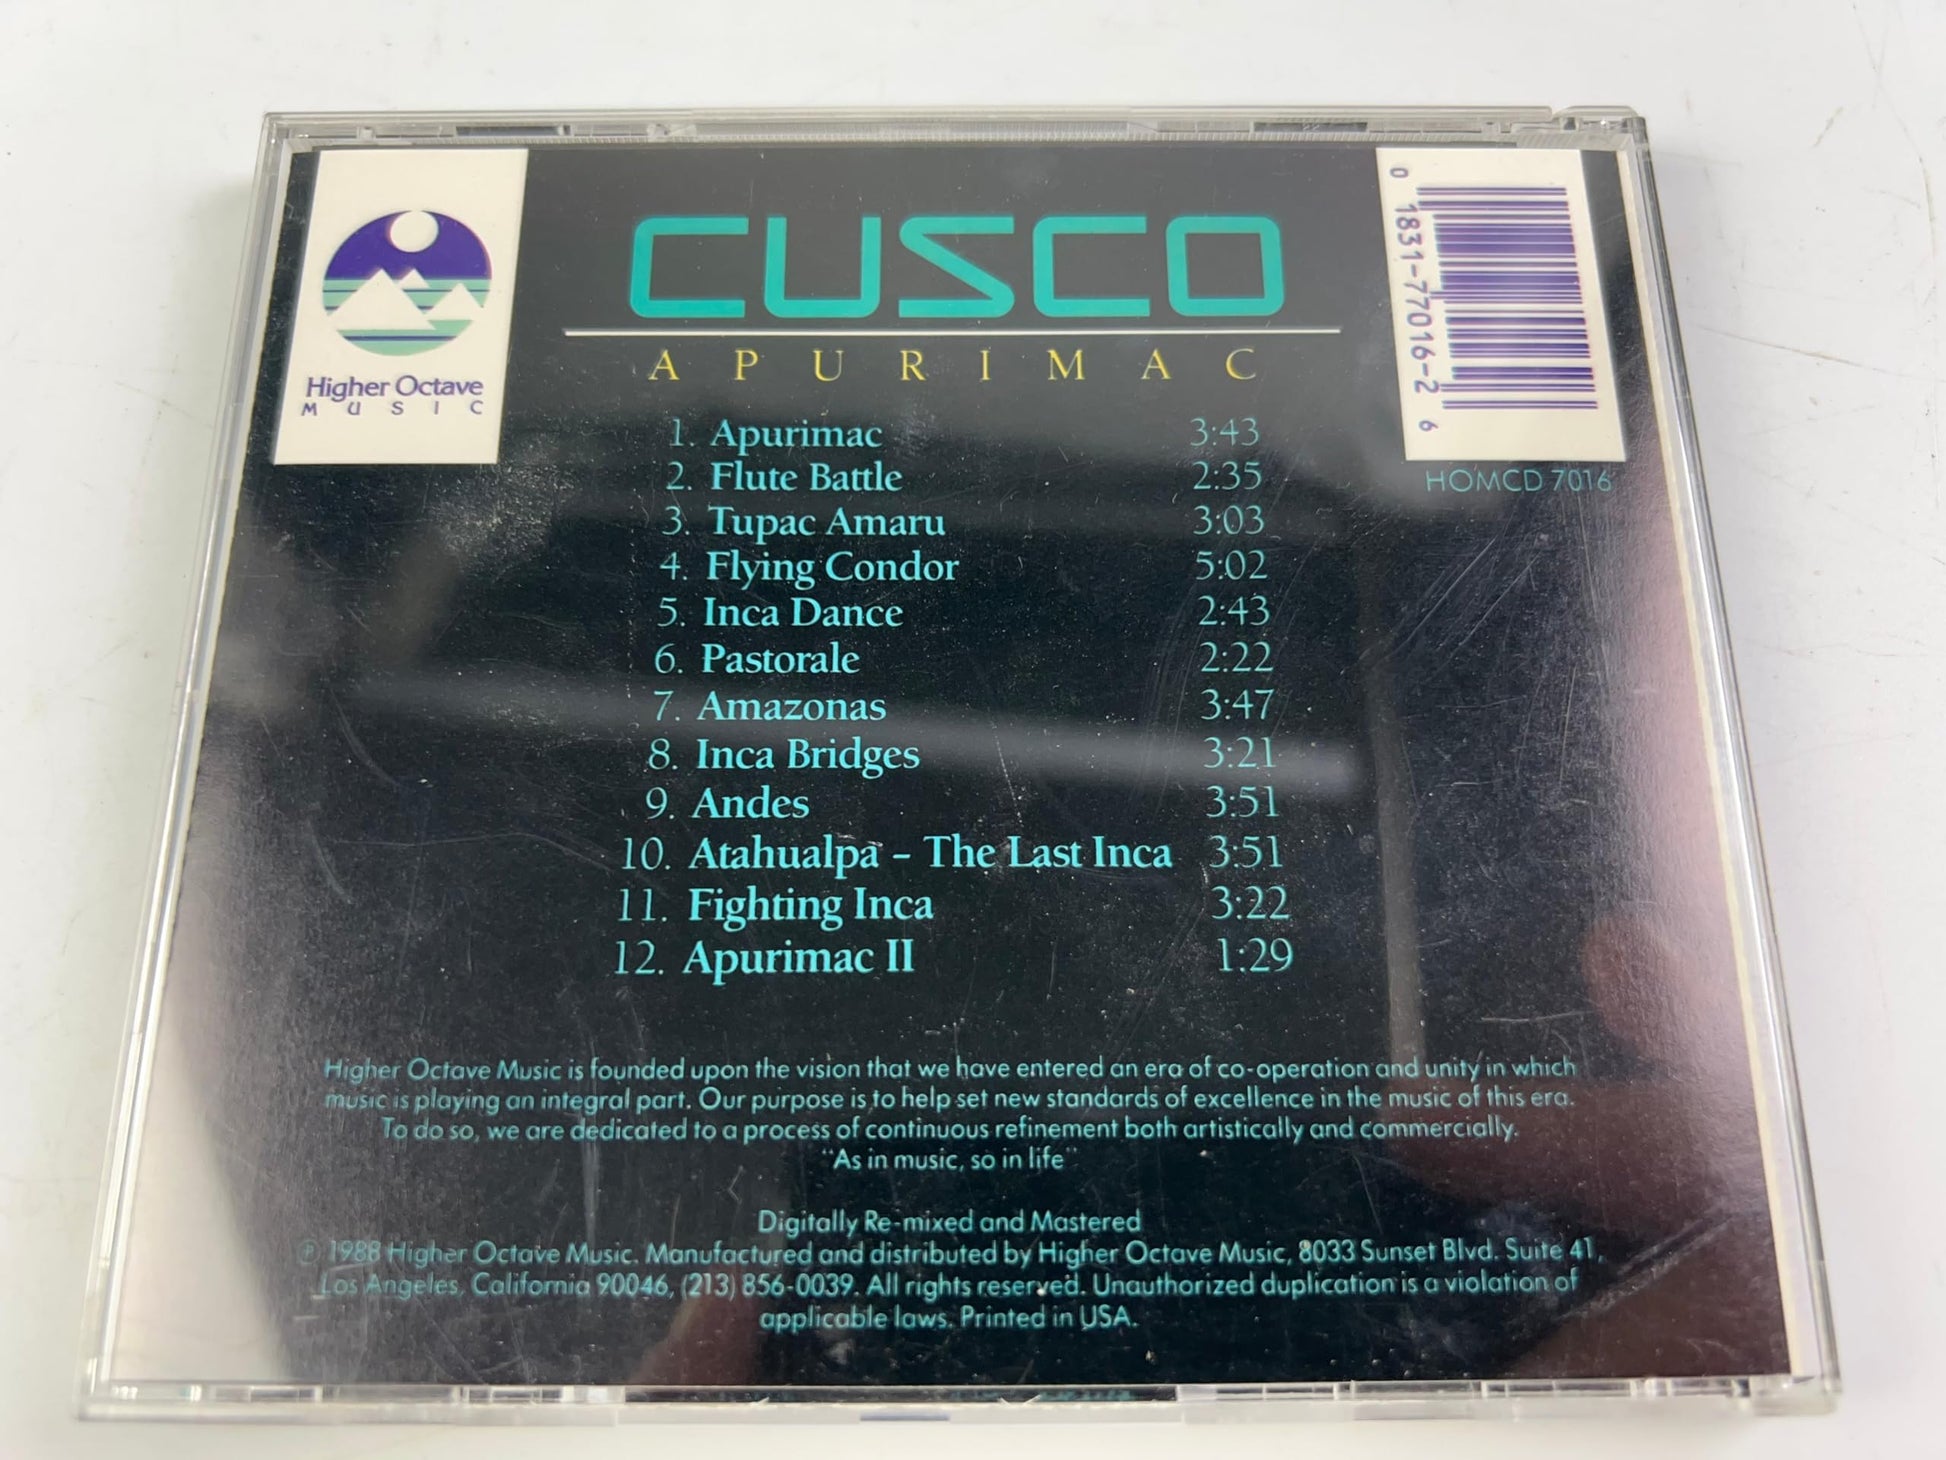 Higher Octave
MUSIC
CUSCO
APURIMAC
0 1831-77016-2 6
HOMCD 7016
1. Apurimac 3:43
2. Flute Battle 2:35
3. Tupac Amaru 3:03
4. Flying Condor 5:02
5. Inca Dance 2:43
6. Pastorale 2:22
7. Amazonas 3:47
8. Inca Bridges 3:21
9. Andes 3:51
10. Atahualpa – The Last Inca 3:51
11. Fighting Inca 3:22
12. Apurimac II 1:29
Higher Octave Music is founded upon the vision that we have entered an era of co-operation and unity in which
music is playing an integral part. Our purpose is to help set new standards of excellence in the music of this era.
To do so, we are dedicated to a process of continuous refinement both artistically and commercially.
"As in music, so in life"
Digitally Re-mixed and Mastered
℗ 1988 Higher Octave Music. Manufactured and distributed by Higher Octave Music, 8033 Sunset Blvd. Suite 41,
Los Angeles, California 90046, (213) 856-0039. All rights reserved. Unauthorized duplication is a violation of
applicable laws. Printed in USA.